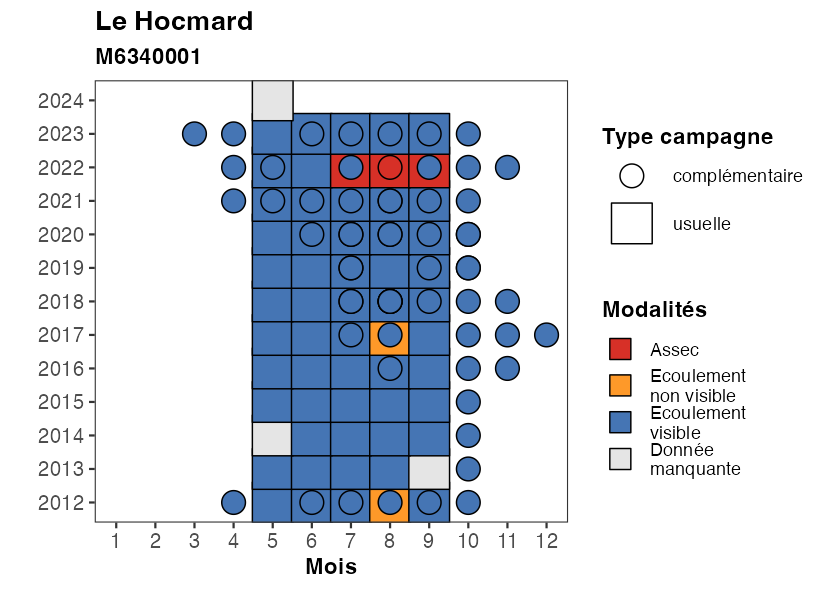 Le Hocmard
M6340001
2024
2023
2022
2021
2020
2019
2018
2017
2016
2015
2014
2013
2012
1 2 3 4 5 6 7 8 9 10 11 12
Mois
Type campagne
complémentaire
usuelle
Modalités
Assec
Ecoulement
non visible
Ecoulement
visible
Donnée
manquante